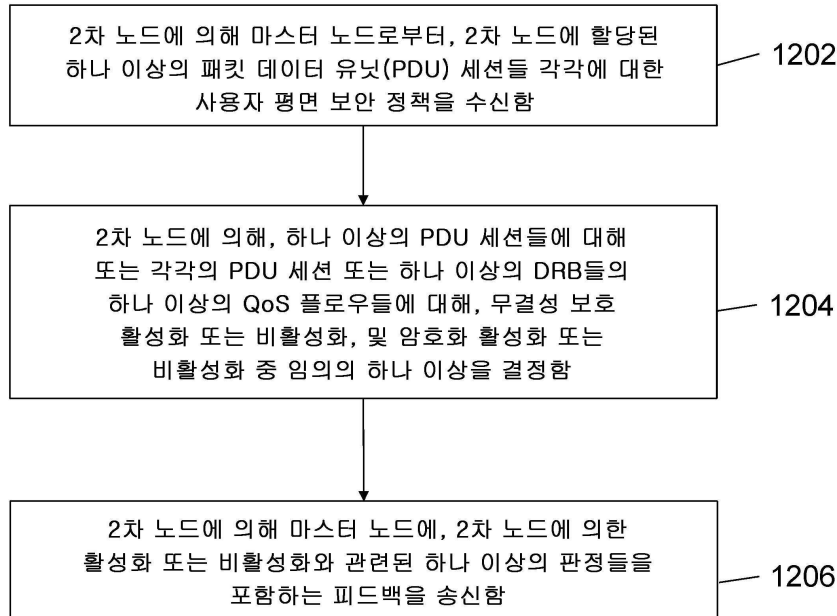 2차 노드에 의해 마스터 노드로부터, 2차 노드에 할당된
하나 이상의 패킷 데이터 유닛(PDU) 세션들 각각에 대한
사용자 평면 보안 정책을 수신함
1202
2차 노드에 의해, 하나 이상의 PDU 세션들에 대해
또는 각각의 PDU 세션 또는 하나 이상의 DRB들의
하나 이상의 QoS 플로우들에 대해, 무결성 보호
활성화 또는 비활성화, 및 암호화 활성화 또는
비활성화 중 임의의 하나 이상을 결정함
1204
2차 노드에 의해 마스터 노드에, 2차 노드에 의한
활성화 또는 비활성화와 관련된 하나 이상의 판정들을
포함하는 피드백을 송신함
1206